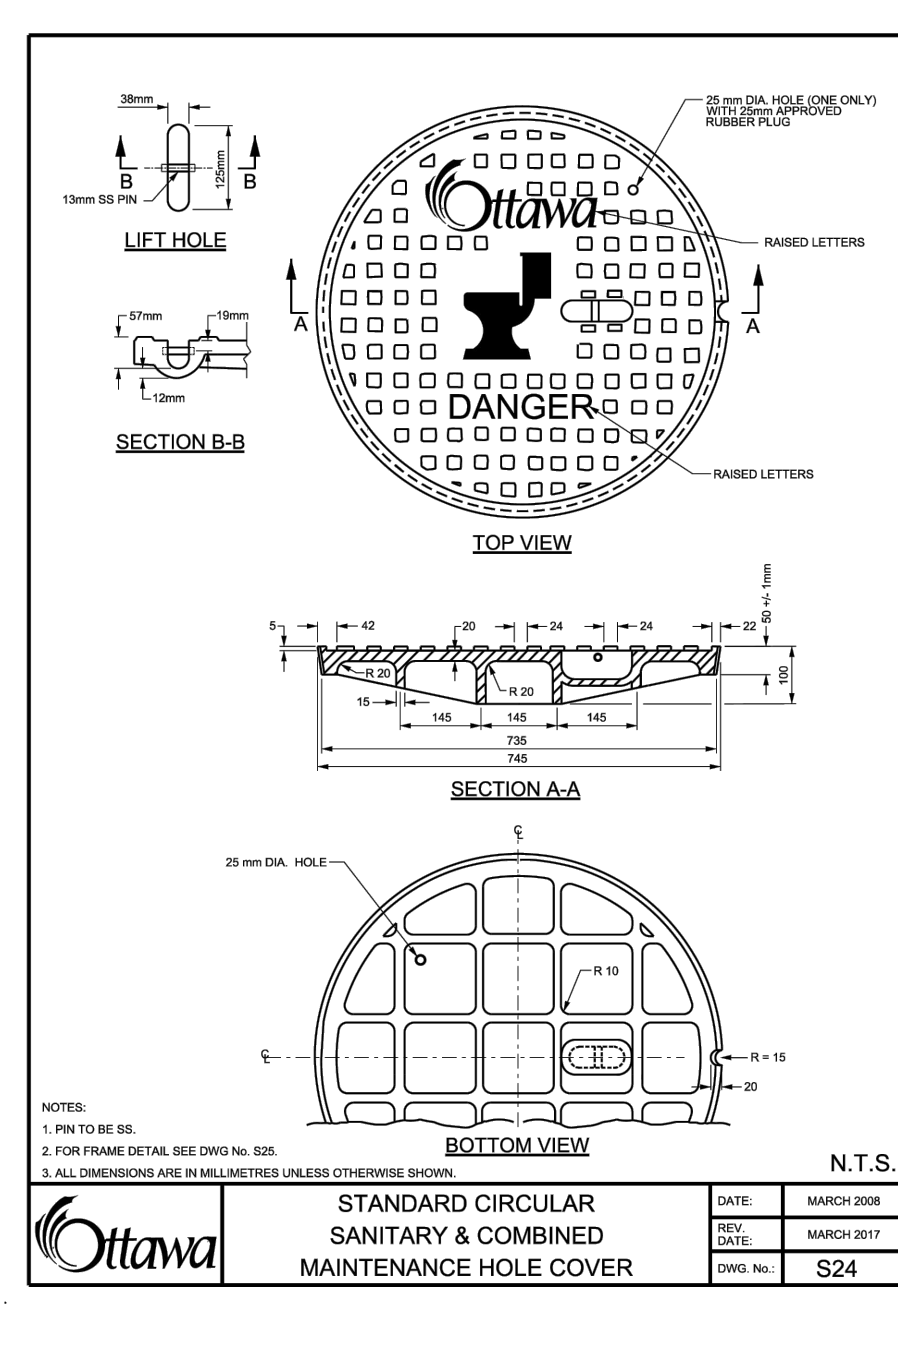 38mm
B
B
125mm
13mm SS PIN
LIFT HOLE
57mm
19mm
12mm
SECTION B-B
25 mm DIA. HOLE (ONE ONLY)
WITH 25mm APPROVED
RUBBER PLUG
Ottawa
RAISED LETTERS
A
A
DANGER
RAISED LETTERS
TOP VIEW
5
42
20
24
24
22
50 +/- 1mm
100
R 20
R 20
15
145
145
145
735
745
SECTION A-A
℄
25 mm DIA. HOLE
R 10
℄
R = 15
20
BOTTOM VIEW
NOTES:
1. PIN TO BE SS.
2. FOR FRAME DETAIL SEE DWG No. S25.
3. ALL DIMENSIONS ARE IN MILLIMETRES UNLESS OTHERWISE SHOWN.
N.T.S.
Ottawa
STANDARD CIRCULAR
SANITARY & COMBINED
MAINTENANCE HOLE COVER
DATE:
MARCH 2008
REV.
DATE:
MARCH 2017
DWG. No.:
S24